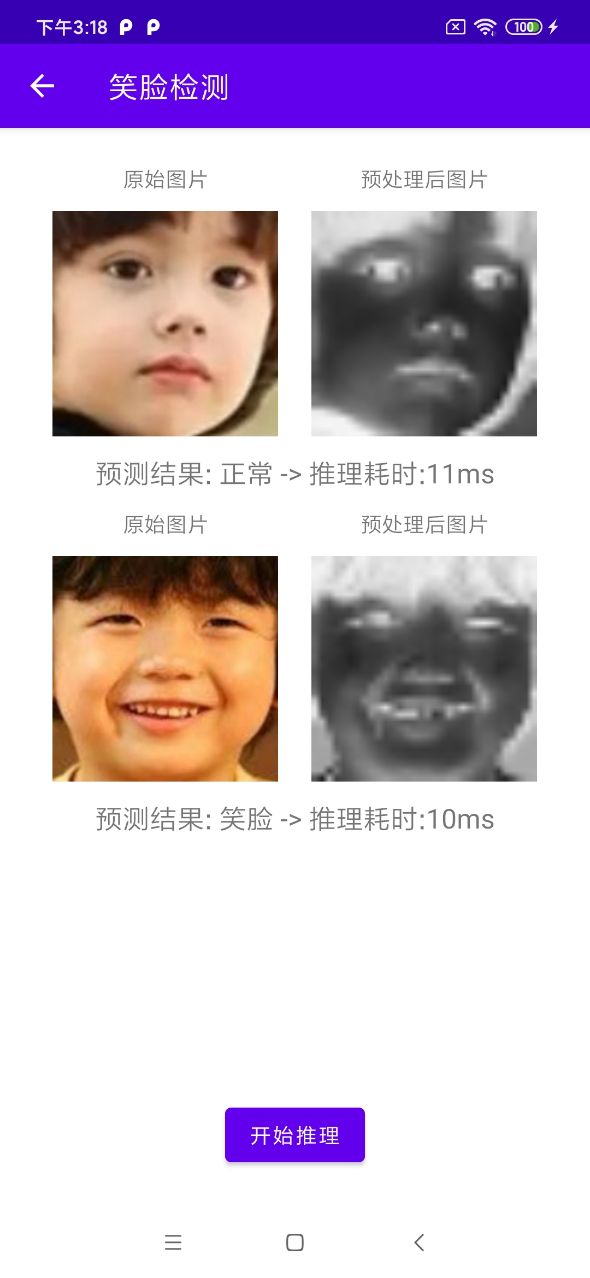 下午3:18
100
笑脸检测
原始图片 预处理后图片
预测结果: 正常 -> 推理耗时:11ms
原始图片 预处理后图片
预测结果: 笑脸 -> 推理耗时:10ms
开始推理